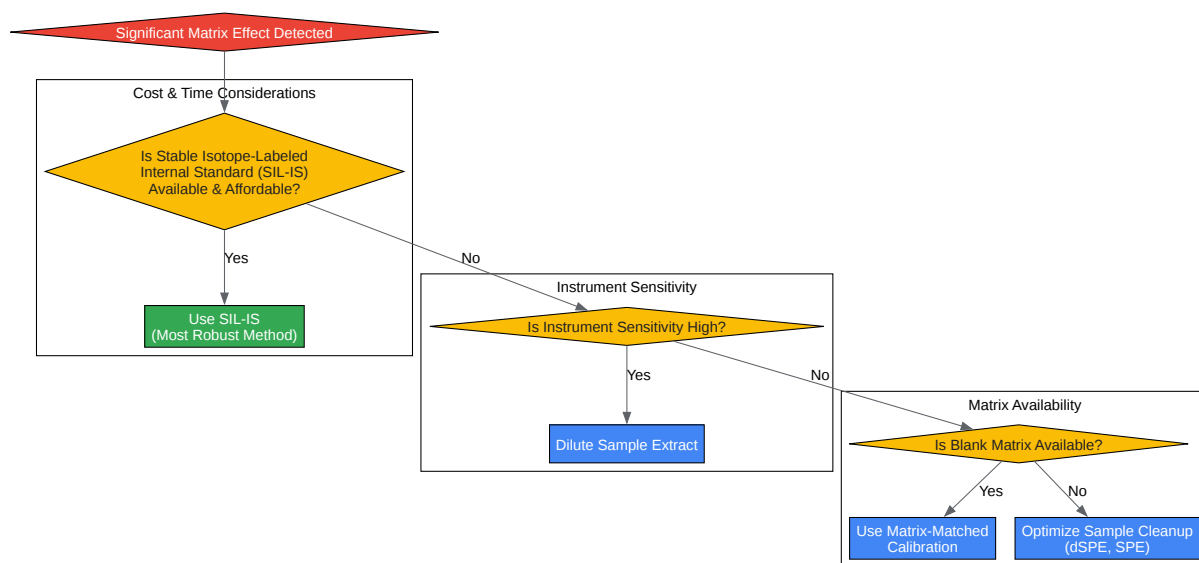 Significant Matrix Effect Detected
Cost & Time Considerations
Is Stable Isotope-Labeled
Internal Standard (SIL-IS)
Available & Affordable?
Yes
No
Use SIL-IS
(Most Robust Method)
Instrument Sensitivity
Is Instrument Sensitivity High?
Yes
No
Dilute Sample Extract
Matrix Availability
Is Blank Matrix Available?
Yes
No
Use Matrix-Matched
Calibration
Optimize Sample Cleanup
(dSPE, SPE)